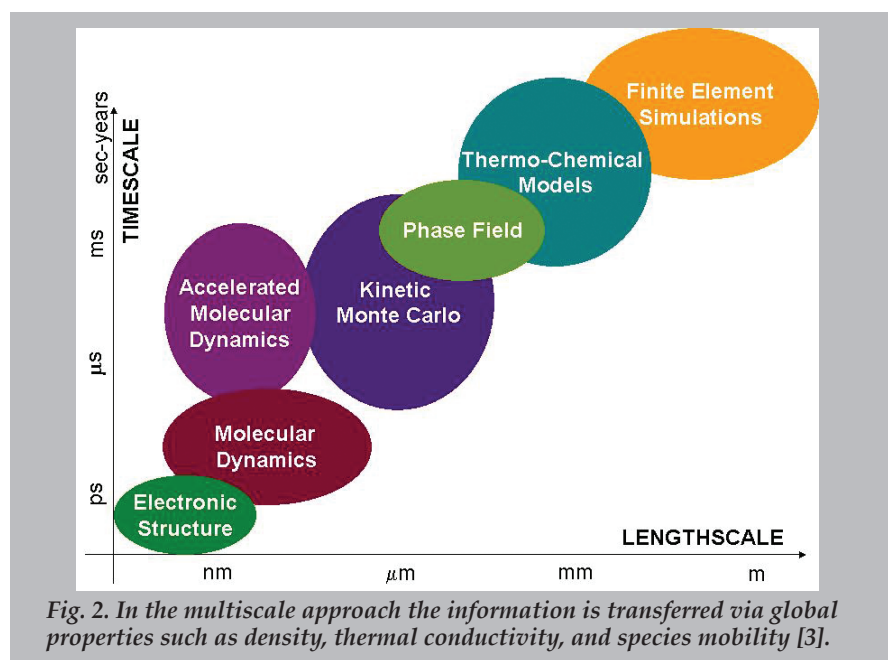 Finite Element
Simulations
Thermo-Chemical
Models
Phase Field
Accelerated
Molecular
Dynamics
Kinetic
Monte Carlo
Molecular
Dynamics
Electronic
Structure
TIMESCALE
sec-years
ms
μs
ps
LENGTHSCALE
nm
μm
mm
m
Fig. 2. In the multiscale approach the information is transferred via global
properties such as density, thermal conductivity, and species mobility [3].